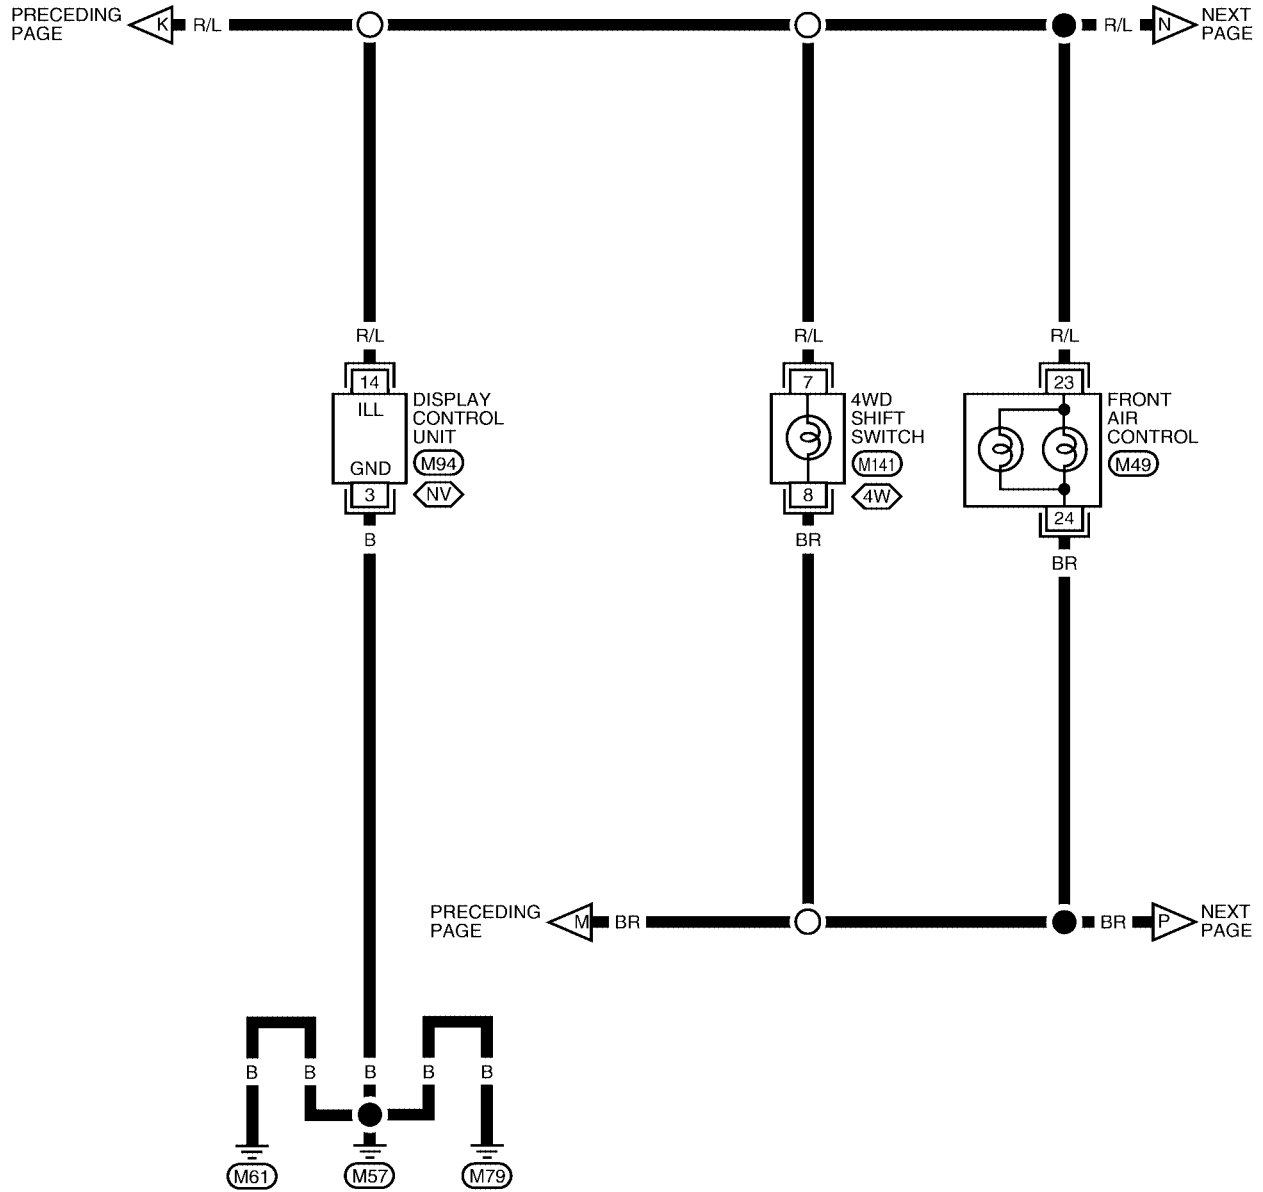 PRECEDING
PAGE
K
R/L
R/L
N
NEXT
PAGE
R/L
R/L
R/L
14
ILL
GND
3
DISPLAY
CONTROL
UNIT
M94
NV
B
7
8
4WD
SHIFT
SWITCH
M141
4W
BR
23
24
FRONT
AIR
CONTROL
M49
BR
PRECEDING
PAGE
M
BR
BR
P
NEXT
PAGE
B
B
B
B
B
M61
M57
M79